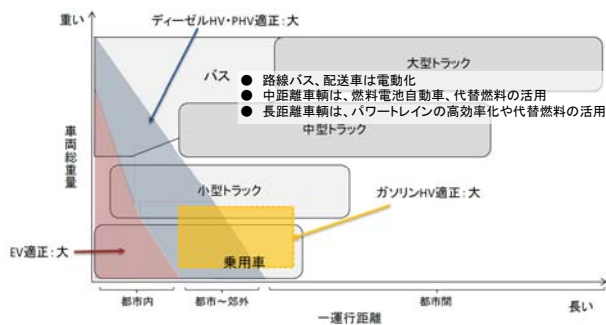 重い
ディーゼルHV・PHV適正：大
大型トラック
バス
● 路線バス、配送車は電動化
● 中距離車輌は、燃料電池自動車、代替燃料の活用
● 長距離車輌は、パワートレインの高効率化や代替燃料の活用
中型トラック
車両総重量
小型トラック
ガソリンHV適正：大
EV適正：大
乗用車
都市内
都市～郊外
都市間
長い
一運行距離